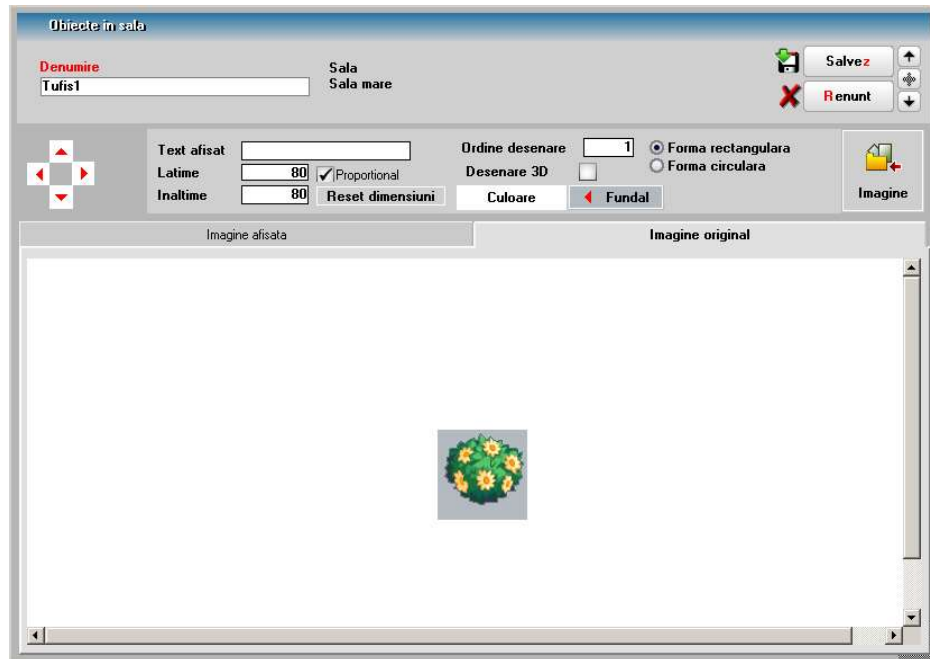 Obiecte in sala
Denumire
Tufis1
Sala
Sala mare
Salvez
Renunt
Text afisat
Latime 80 Proportional
Inaltime 80 Reset dimensiuni
Ordine desenare 1
Desenare 3D
Culoare Fundal
Forma rectangulara
Forma circulara
Imagine
Imagine afisata Imagine original